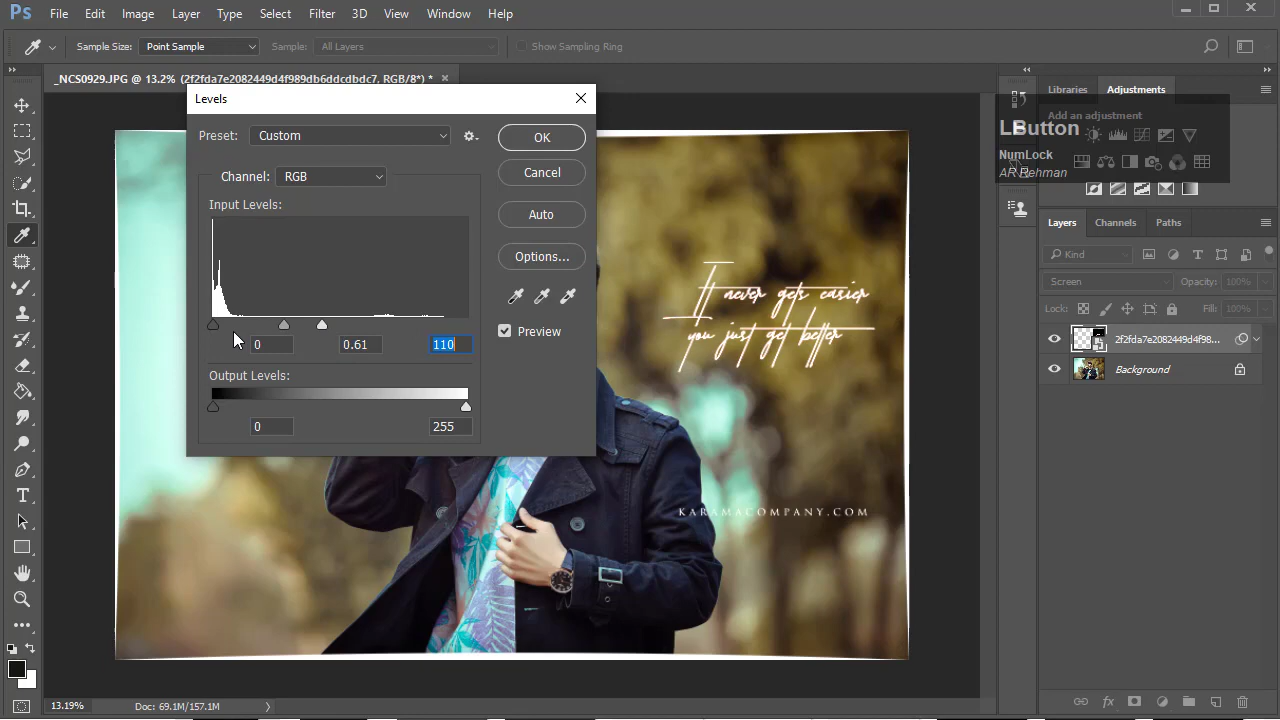 Ps File Edit Image Layer Type Select Filter 3D View Window Help
Sample Size: Point Sample Sample: All Layers Show Sampling Ring
_NCS0929.JPG @ 13.2% (2f2fda7e2082449d4f989db6ddcdbdc7, RGB/8*) *
Levels
Preset: Custom
OK
Channel: RGB
Cancel
Input Levels:
Auto
Options...
Preview
0 0.61 110
Output Levels:
0 255
It never gets easier
you just get better
KARAMACOMPANY.COM
Libraries Adjustments
Add an adjustment
LButton
NumLock
AR Rehman
Layers Channels Paths
Kind
Screen Opacity: 100%
Lock: Fill: 100%
2f2fda7e2082449d4f98...
Background
13.19% Doc: 69.1M/157.1M